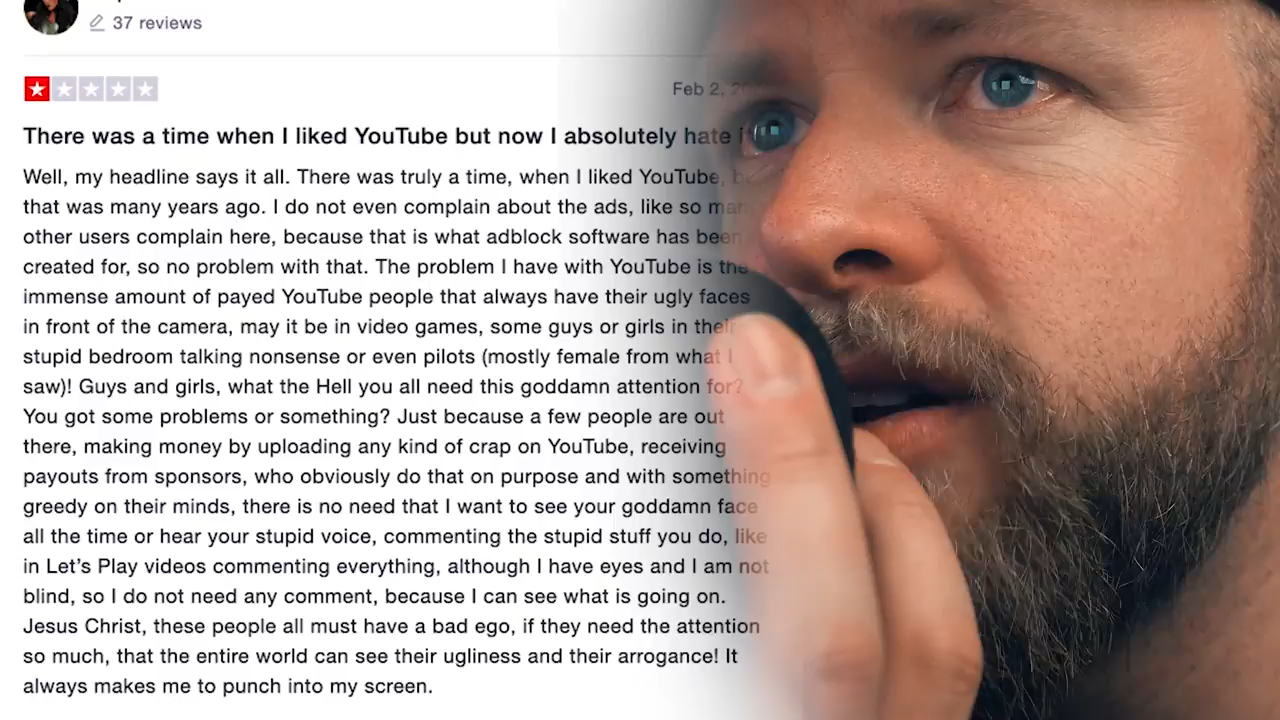 37 reviews
Feb 2,
There was a time when I liked YouTube but now I absolutely hate
Well, my headline says it all. There was truly a time, when I liked YouTube,
that was many years ago. I do not even complain about the ads, like so many
other users complain here, because that is what adblock software has been
created for, so no problem with that. The problem I have with YouTube is the
immense amount of payed YouTube people that always have their ugly faces
in front of the camera, may it be in video games, some guys or girls in their
stupid bedroom talking nonsense or even pilots (mostly female from what I
saw)! Guys and girls, what the Hell you all need this goddamn attention for?
You got some problems or something? Just because a few people are out
there, making money by uploading any kind of crap on YouTube, receiving
payouts from sponsors, who obviously do that on purpose and with something
greedy on their minds, there is no need that I want to see your goddamn face
all the time or hear your stupid voice, commenting the stupid stuff you do, like
in Let’s Play videos commenting everything, although I have eyes and I am not
blind, so I do not need any comment, because I can see what is going on.
Jesus Christ, these people all must have a bad ego, if they need the attention
so much, that the entire world can see their ugliness and their arrogance! It
always makes me to punch into my screen.